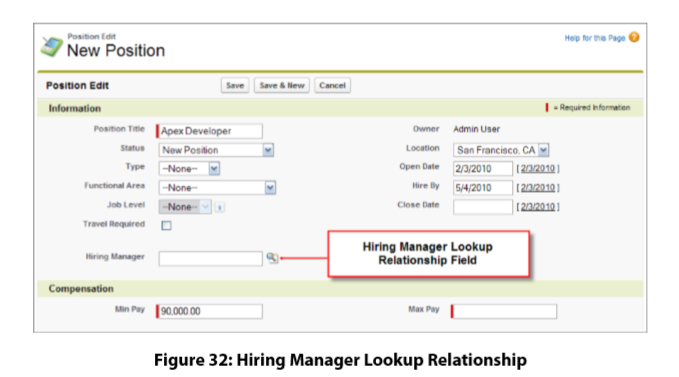 Position Edit
New Position
Help for this Page
Position Edit
Save Save & New Cancel
Information
= Required Information
Position Title Apex Developer Owner Admin User
Status New Position Location San Francisco, CA
Type --None-- Open Date 2/3/2010 [ 2/3/2010 ]
Functional Area --None-- Hire By 5/4/2010 [ 2/3/2010 ]
Job Level --None-- i Close Date [ 2/3/2010 ]
Travel Required
Hiring Manager
Hiring Manager Lookup
Relationship Field
Compensation
Min Pay 90,000.00 Max Pay
Figure 32: Hiring Manager Lookup Relationship